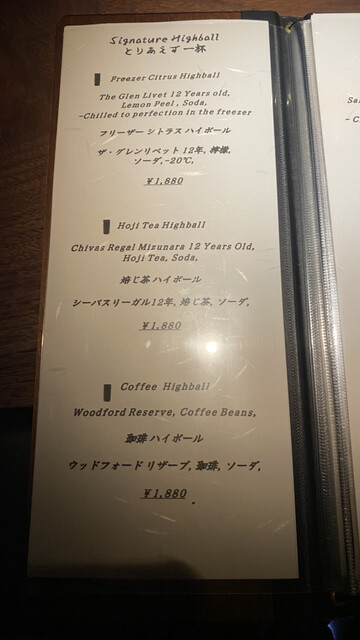 Signature Highball
とりあえず一杯
Freezer Citrus Highball
The Glen Livet 12 Years old,
Lemon Peel , Soda,
-Chilled to perfection in the freezer
フリーザー シトラス ハイボール
ザ・グレンリベット 12年, 檸檬,
ソーダ,-20℃,
¥1,880
Hoji Tea Highball
Chivas Regal Mizunara 12 Years Old,
Hoji Tea, Soda,
焙じ茶 ハイボール
シーバスリーガル12年, 焙じ茶, ソーダ,
¥1,880
Coffee Highball
Woodford Reserve, Coffee Beans,
珈琲 ハイボール
ウッドフォード リザーブ, 珈琲, ソーダ,
¥1,880
Sa
- C